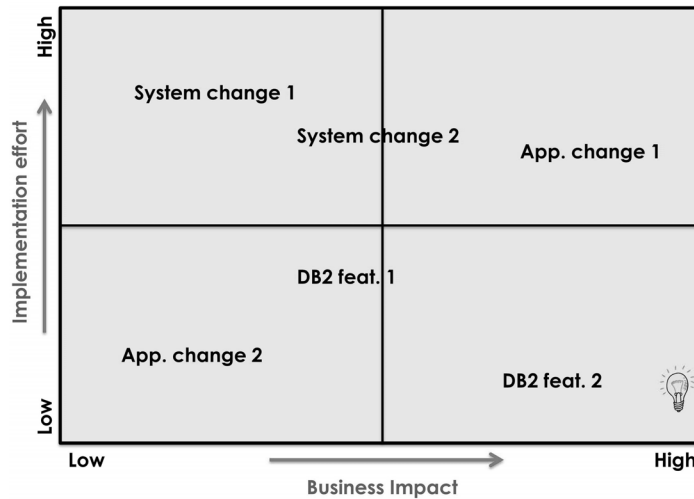 High
System change 1
System change 2
App. change 1
Implementation effort
DB2 feat. 1
App. change 2
DB2 feat. 2
Low
Low
High
Business Impact